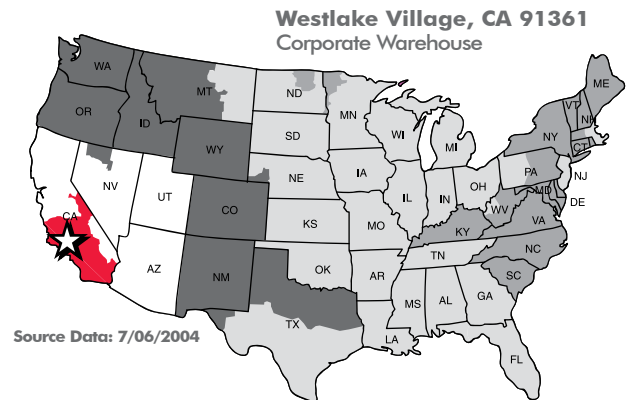 Westlake Village, CA 91361
Corporate Warehouse
WA
OR
ID
MT
WY
ND
SD
NE
KS
OK
TX
MN
IA
MO
AR
LA
WI
IL
MI
IN
OH
KY
TN
MS
AL
GA
FL
SC
NC
VA
WV
PA
NY
ME
VT
NH
CT
NJ
DE
MD
CA
NV
UT
AZ
CO
NM
Source Data: 7/06/2004